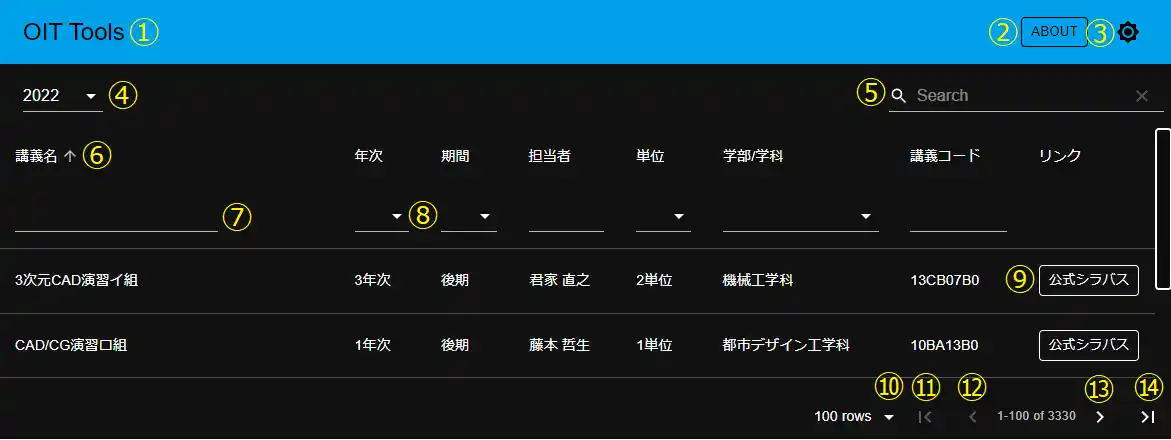 OIT Tools ① ② ABOUT ③
2022 ④ ⑤ Search
講義名 ⑥ 年次 期間 担当者 単位 学部/学科 講義コード リンク
⑦ ⑧
3次元CAD演習イ組 3年次 後期 君家 直之 2単位 機械工学科 13CB07B0 ⑨ 公式シラバス
CAD/CG演習ロ組 1年次 後期 藤本 哲生 1単位 都市デザイン工学科 10BA13B0 公式シラバス
⑩ ⑪ ⑫ ⑬ ⑭
100 rows 1-100 of 3330